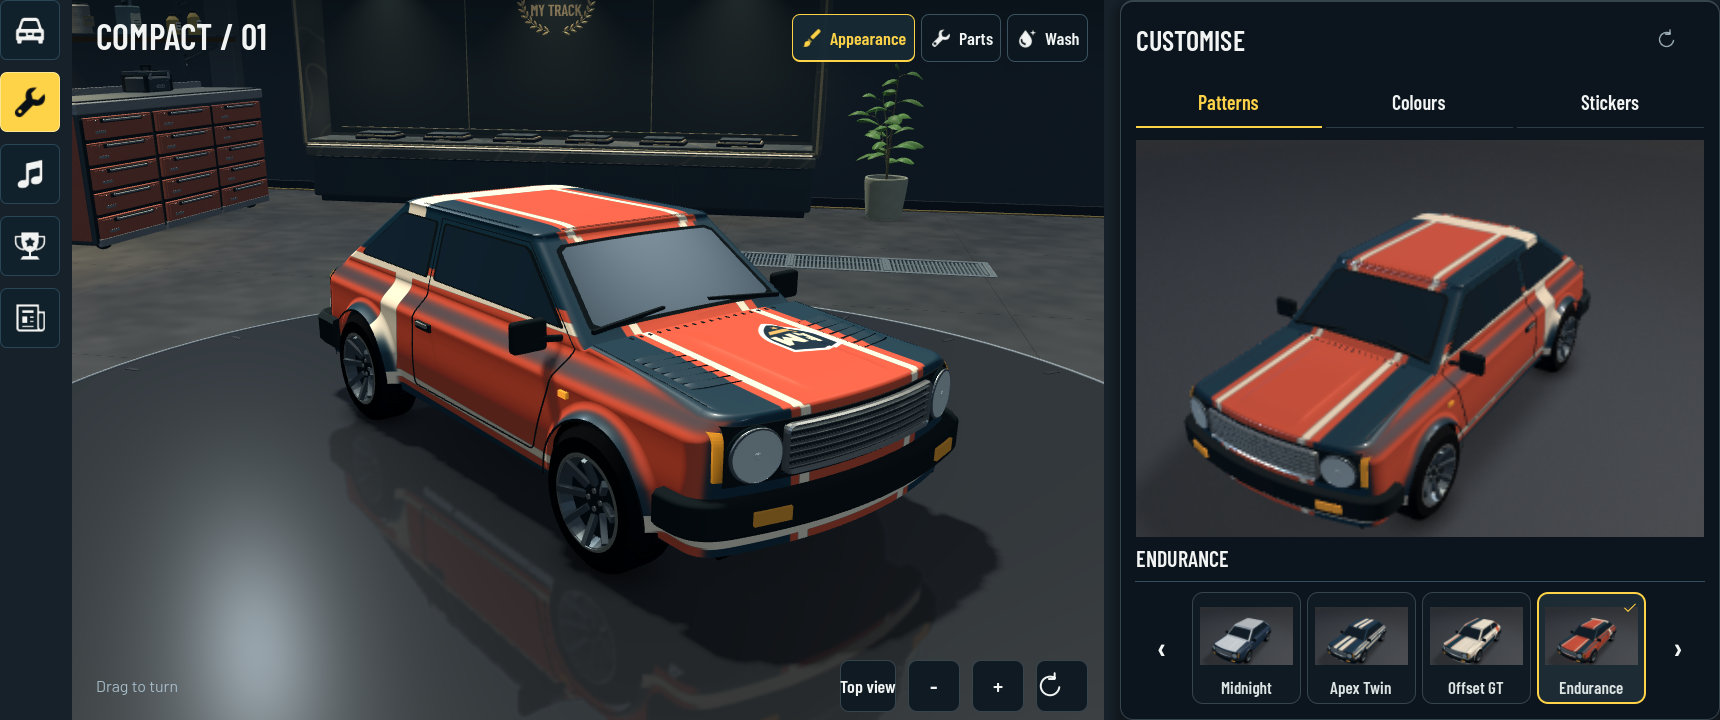 COMPACT / 01
MY TRACK
Appearance
Parts
Wash
CUSTOMISE
Patterns
Colours
Stickers
ENDURANCE
Midnight
Apex Twin
Offset GT
Endurance
Drag to turn
Top view
-
+